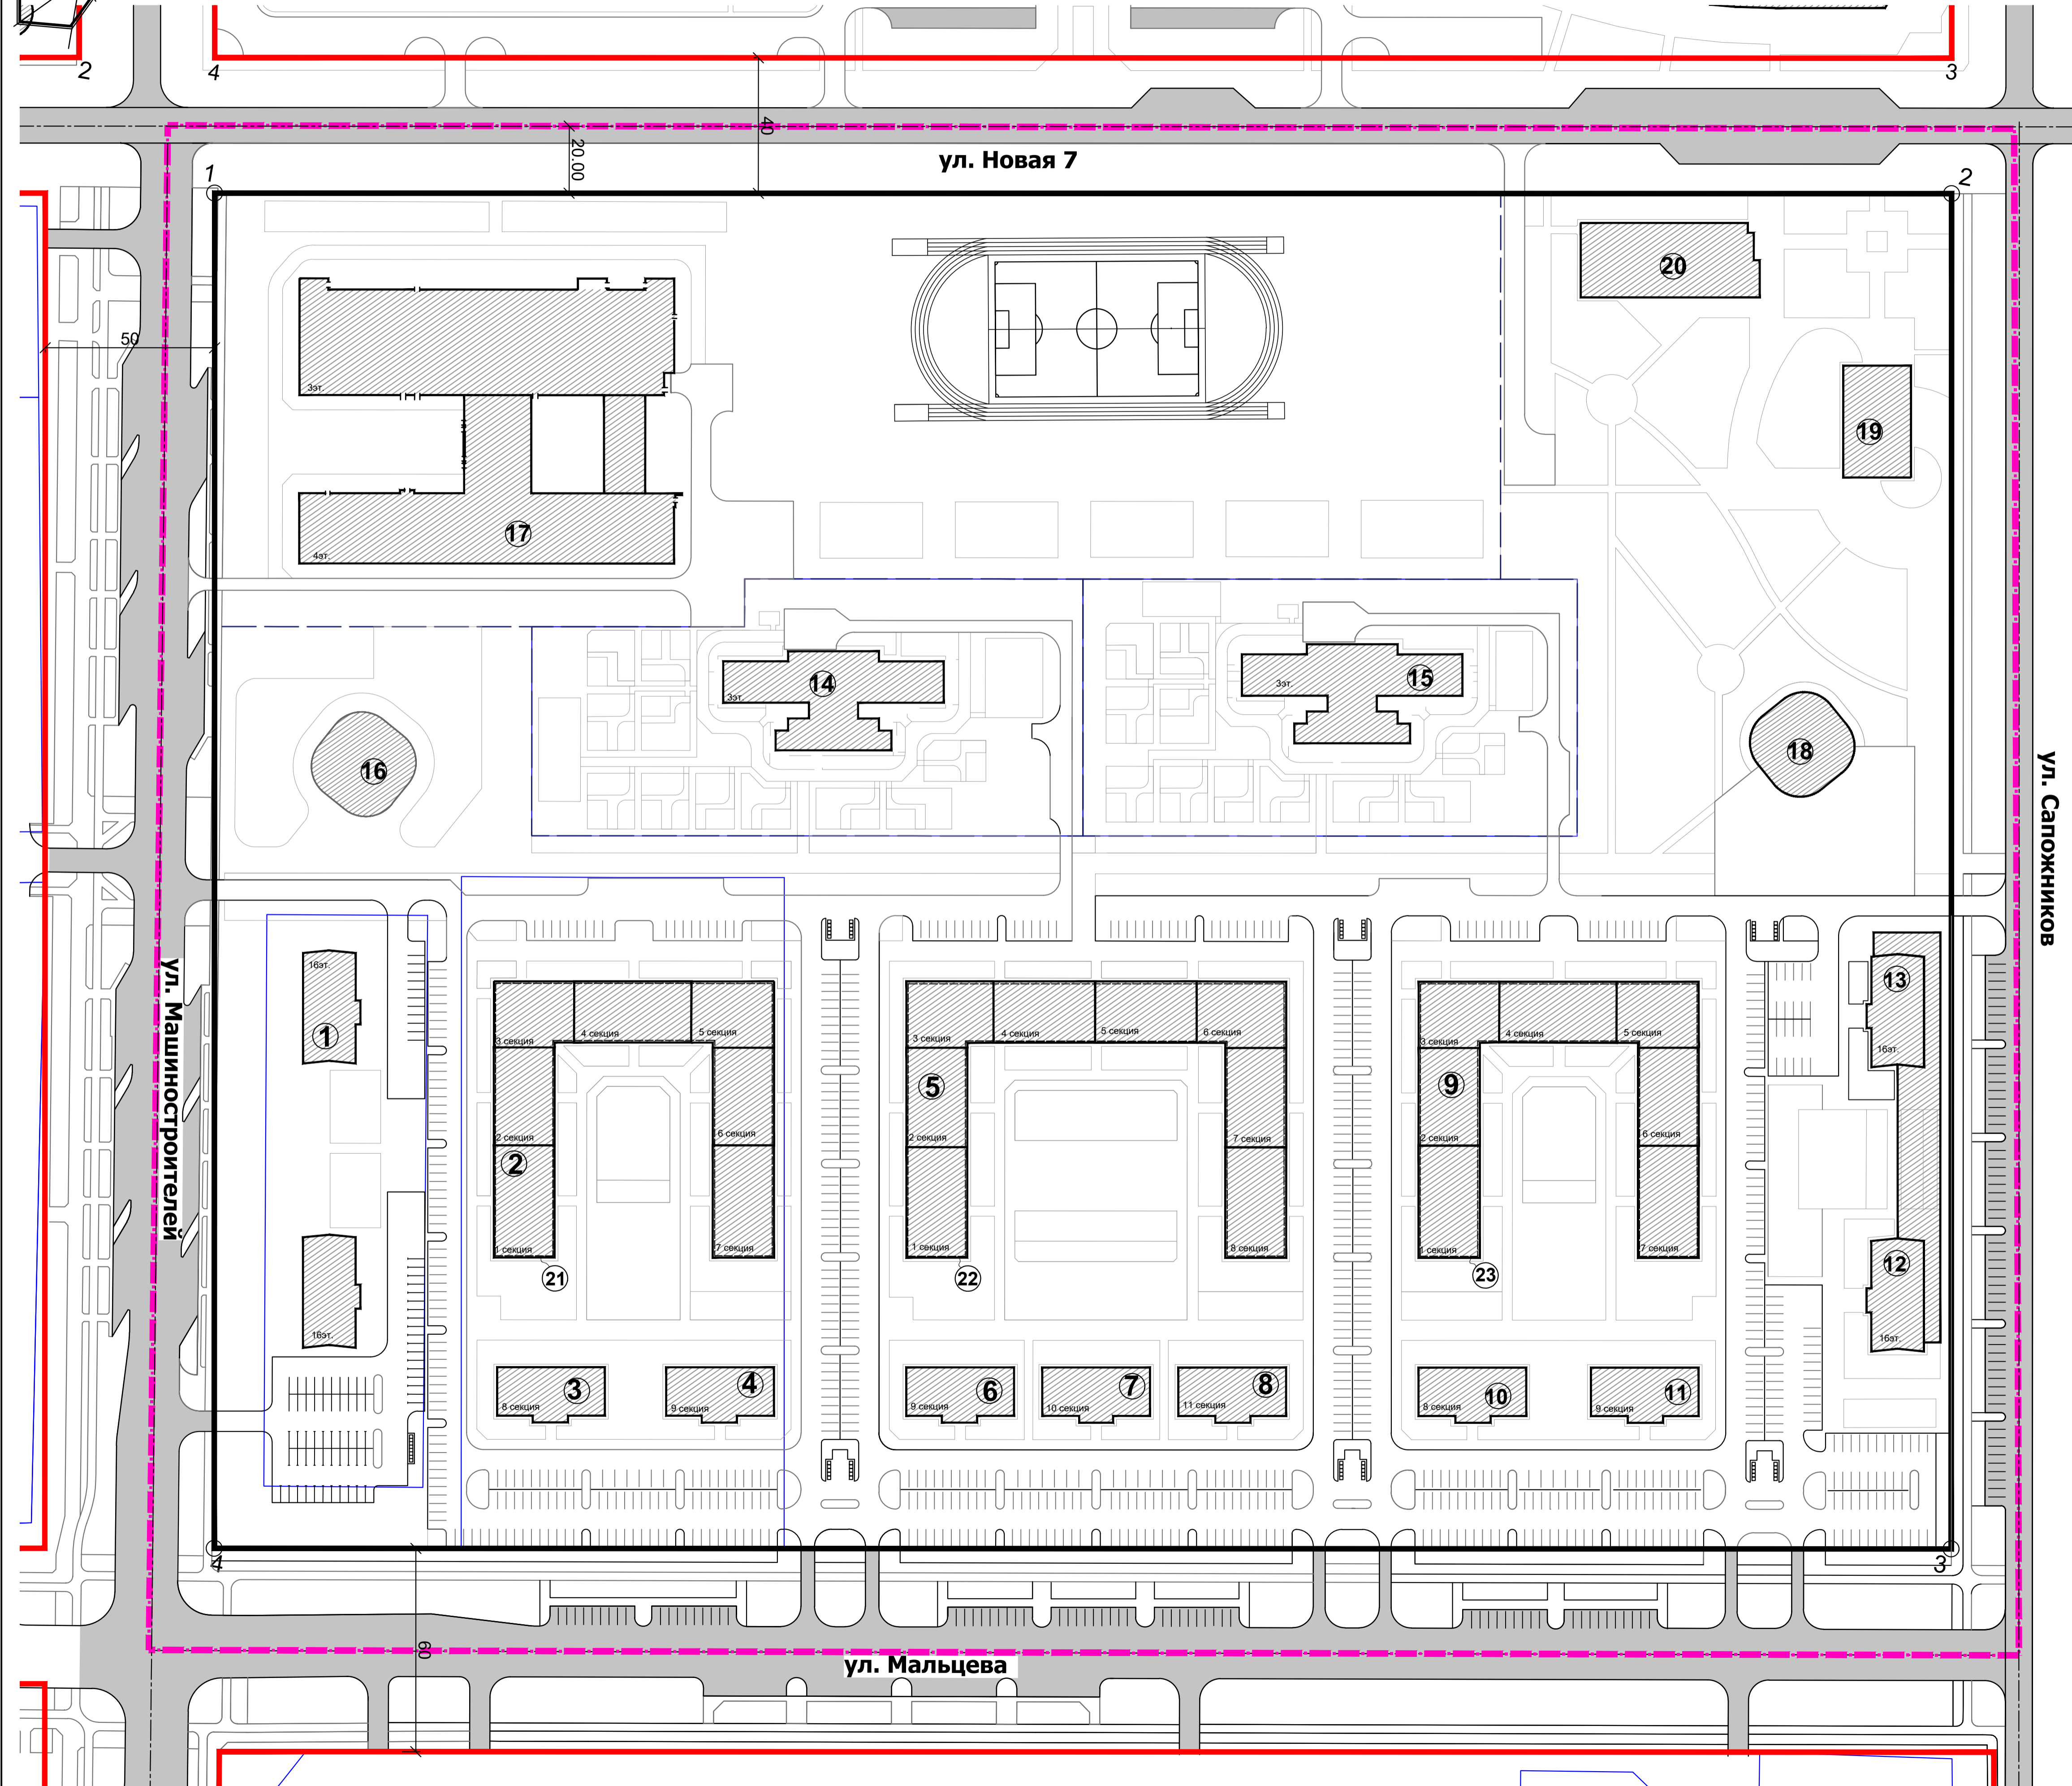 2
4
3
40
20.00
ул. Новая 7
1
2
50
20
19
3эт.
17
4эт.
14
3эт.
15
3эт.
16
18
ул. Сапожников
ул. Машиностроителей
16эт.
1
16эт.
3 секция
4 секция
5 секция
2 секция
6 секция
2
1 секция
7 секция
21
3 секция
4 секция
5 секция
6 секция
5
2 секция
7 секция
1 секция
8 секция
22
3 секция
4 секция
5 секция
9
2 секция
6 секция
1 секция
7 секция
23
13
16эт.
12
16эт.
3
8 секция
4
9 секция
6
9 секция
7
10 секция
8
11 секция
10
8 секция
11
9 секция
4
3
60
ул. Мальцева